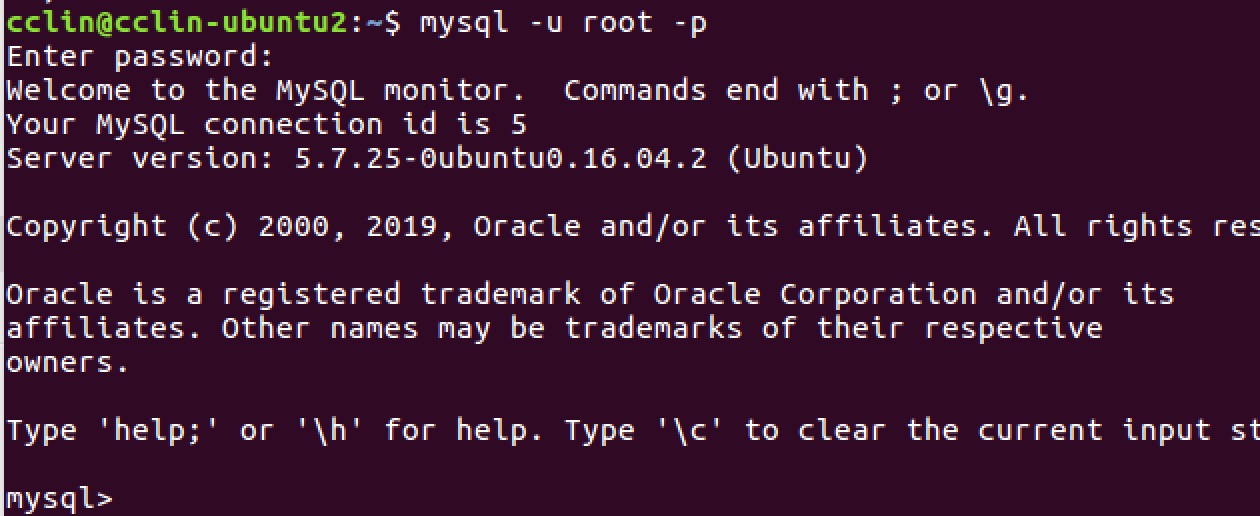 cclin@cclin-ubuntu2:~$ mysql -u root -p
Enter password:
Welcome to the MySQL monitor.  Commands end with ; or \g.
Your MySQL connection id is 5
Server version: 5.7.25-0ubuntu0.16.04.2 (Ubuntu)
Copyright (c) 2000, 2019, Oracle and/or its affiliates. All rights res
Oracle is a registered trademark of Oracle Corporation and/or its
affiliates. Other names may be trademarks of their respective
owners.
Type 'help;' or '\h' for help. Type '\c' to clear the current input st
mysql>